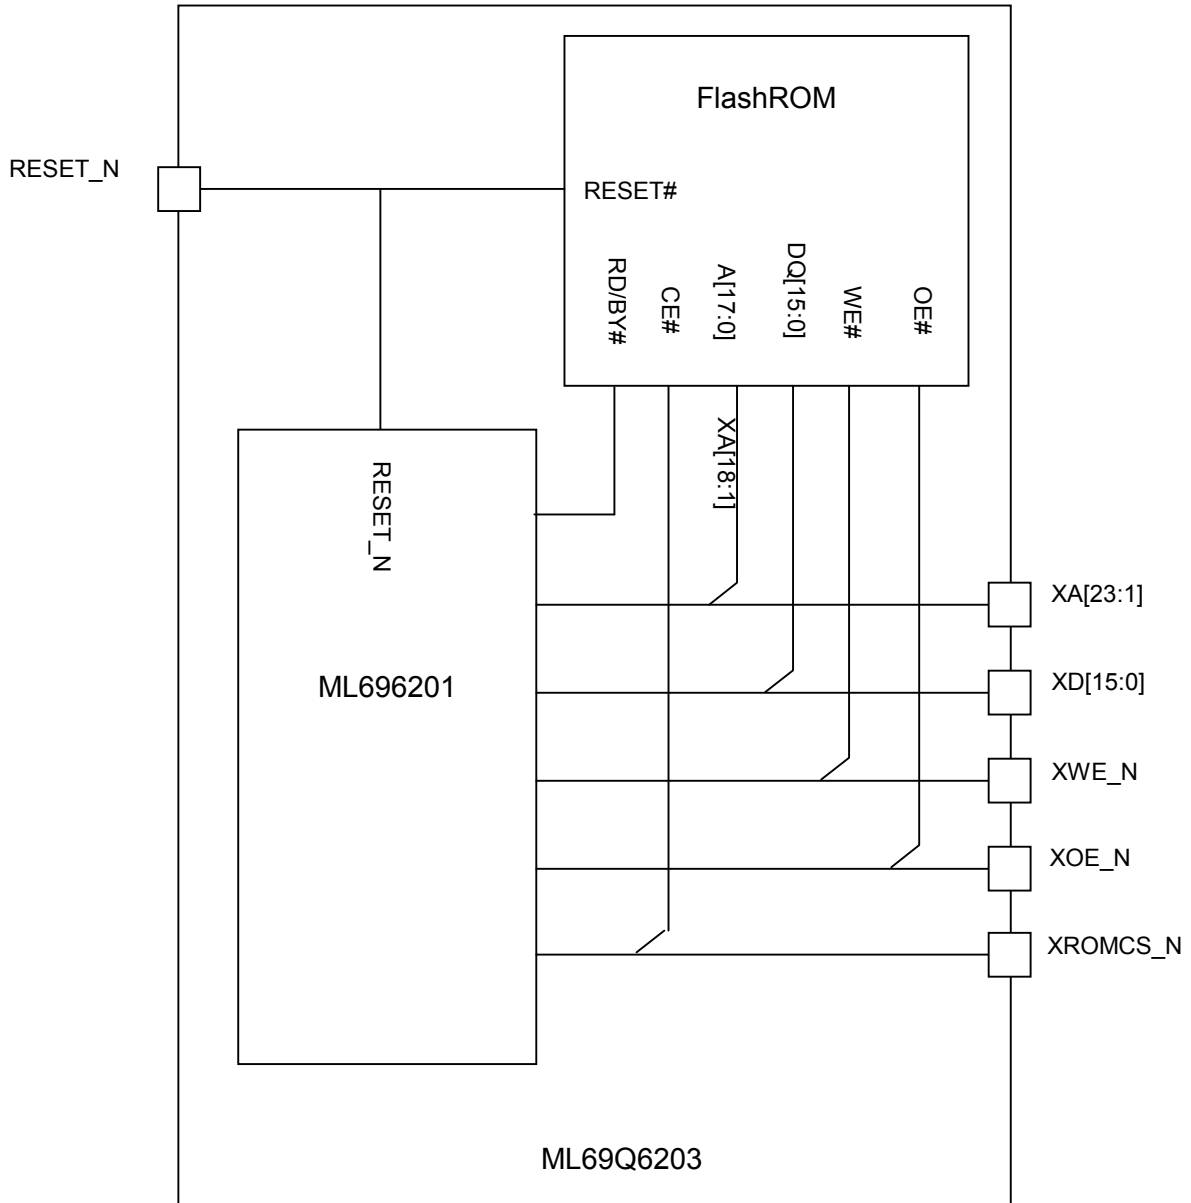 FlashROM
RESET_N
RESET#
RD/BY#
CE#
A[17:0]
DQ[15:0]
WE#
OE#
XA[18:1]
RESET_N
XA[23:1]
ML696201
XD[15:0]
XWE_N
XOE_N
XROMCS_N
ML69Q6203